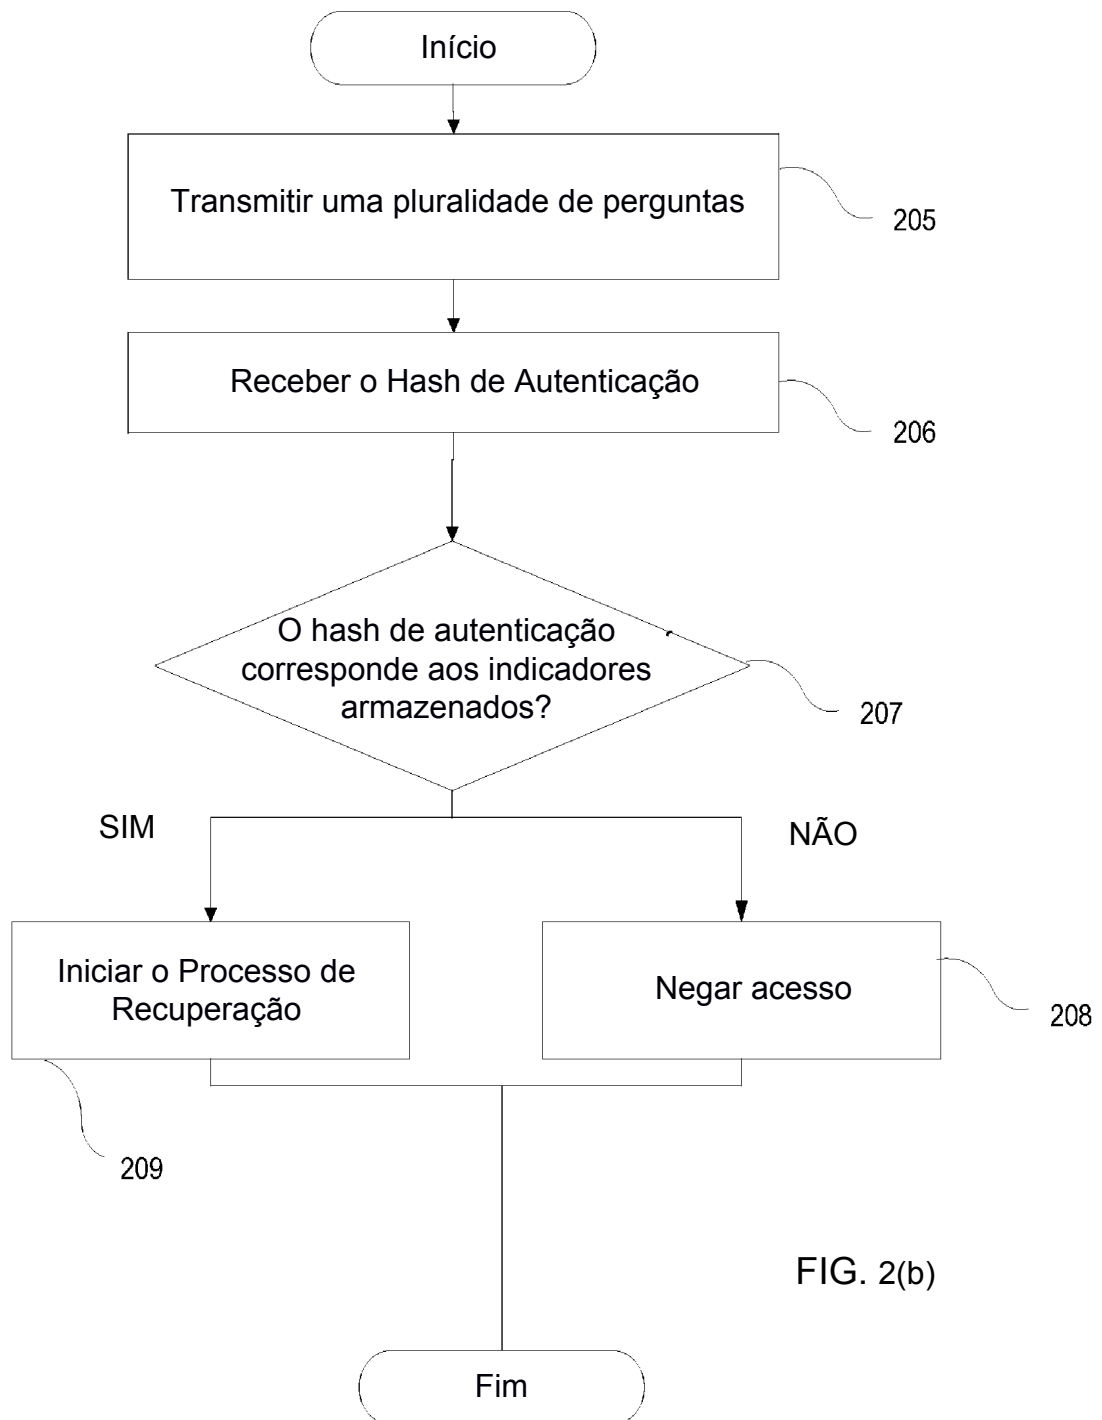 Início
Transmitir uma pluralidade de perguntas
205
Receber o Hash de Autenticação
206
O hash de autenticação
corresponde aos indicadores
armazenados?
207
SIM
NÃO
Iniciar o Processo de
Recuperação
Negar acesso
208
209
FIG. 2(b)
Fim